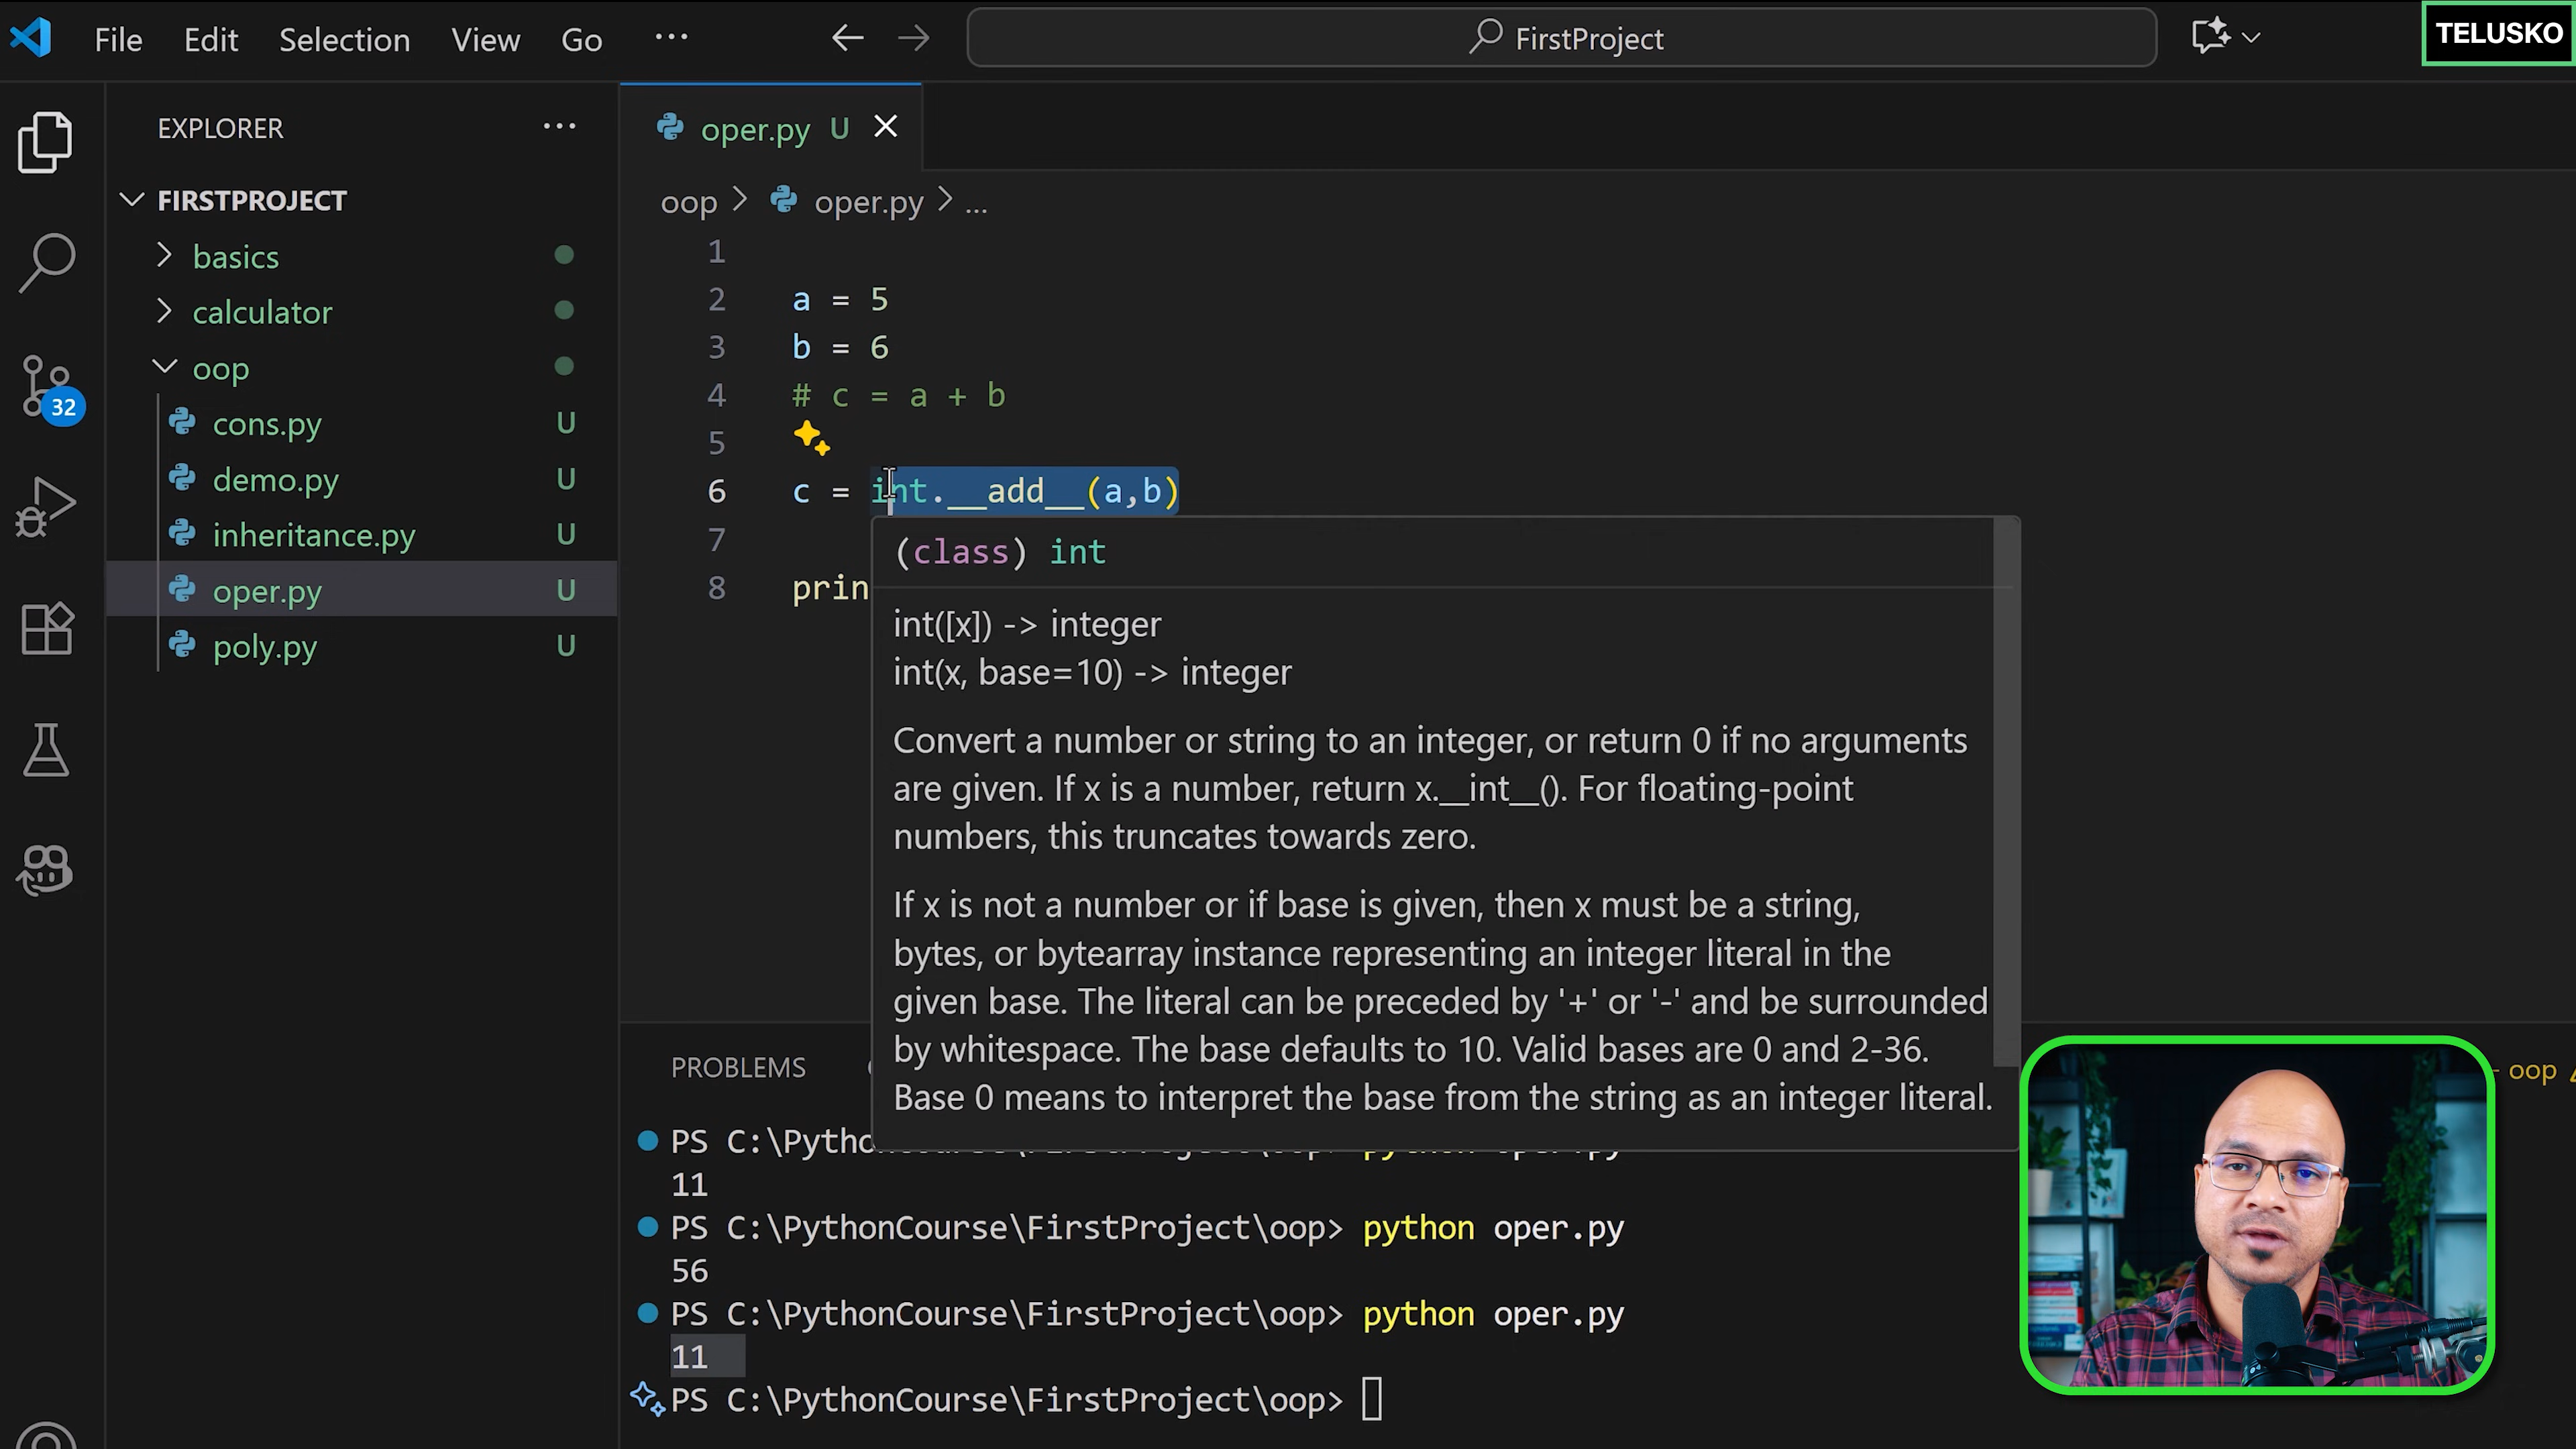 File Edit Selection View Go ... FirstProject
TELUSKO
EXPLORER ...
FIRSTPROJECT
basics
calculator
oop
cons.py U
demo.py U
inheritance.py U
oper.py U
poly.py U
32
oper.py U
oop > oper.py > ...
1
2 a = 5
3 b = 6
4 # c = a + b
5
6 c = int.__add__(a,b)
7
8 prin
(class) int
int([x]) -> integer
int(x, base=10) -> integer
Convert a number or string to an integer, or return 0 if no arguments
are given. If x is a number, return x.__int__(). For floating-point
numbers, this truncates towards zero.
If x is not a number or if base is given, then x must be a string,
bytes, or bytearray instance representing an integer literal in the
given base. The literal can be preceded by '+' or '-' and be surrounded
by whitespace. The base defaults to 10. Valid bases are 0 and 2-36.
Base 0 means to interpret the base from the string as an integer literal.
PROBLEMS
oop
PS C:\PythonCourse\FirstProject\oop> python oper.py
11
PS C:\PythonCourse\FirstProject\oop> python oper.py
56
PS C:\PythonCourse\FirstProject\oop> python oper.py
11
PS C:\PythonCourse\FirstProject\oop>